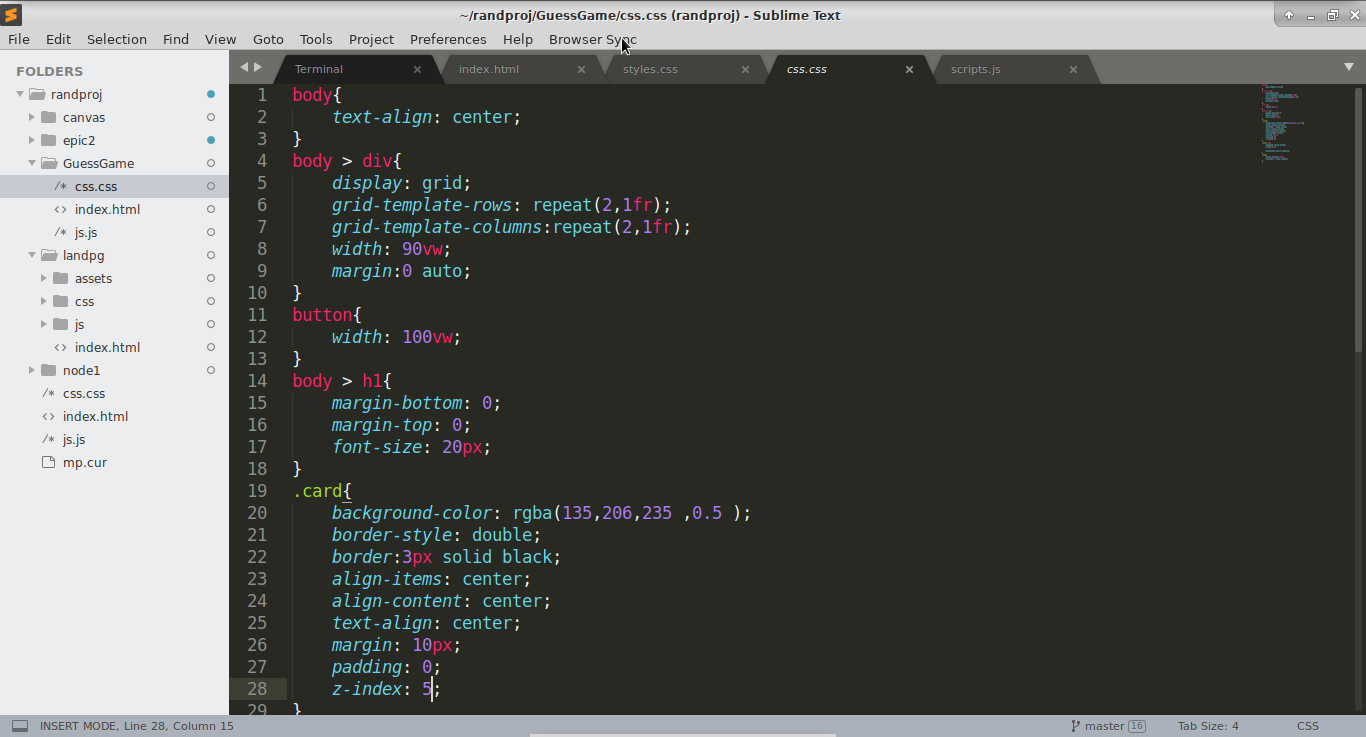 ~/randproj/GuessGame/css.css (randproj) - Sublime Text
File Edit Selection Find View Goto Tools Project Preferences Help Browser Sync
FOLDERS
randproj
canvas
epic2
GuessGame
/* css.css
<> index.html
/* js.js
landpg
assets
css
js
<> index.html
node1
/* css.css
<> index.html
/* js.js
mp.cur
Terminal × index.html × styles.css × css.css × scripts.js ×
1 body{
2     text-align: center;
3 }
4 body > div{
5     display: grid;
6     grid-template-rows: repeat(2,1fr);
7     grid-template-columns:repeat(2,1fr);
8     width: 90vw;
9     margin:0 auto;
10 }
11 button{
12     width: 100vw;
13 }
14 body > h1{
15     margin-bottom: 0;
16     margin-top: 0;
17     font-size: 20px;
18 }
19 .card{
20     background-color: rgba(135,206,235 ,0.5 );
21     border-style: double;
22     border:3px solid black;
23     align-items: center;
24     align-content: center;
25     text-align: center;
26     margin: 10px;
27     padding: 0;
28     z-index: 5;
29 }
INSERT MODE, Line 28, Column 15 master 16 Tab Size: 4 CSS